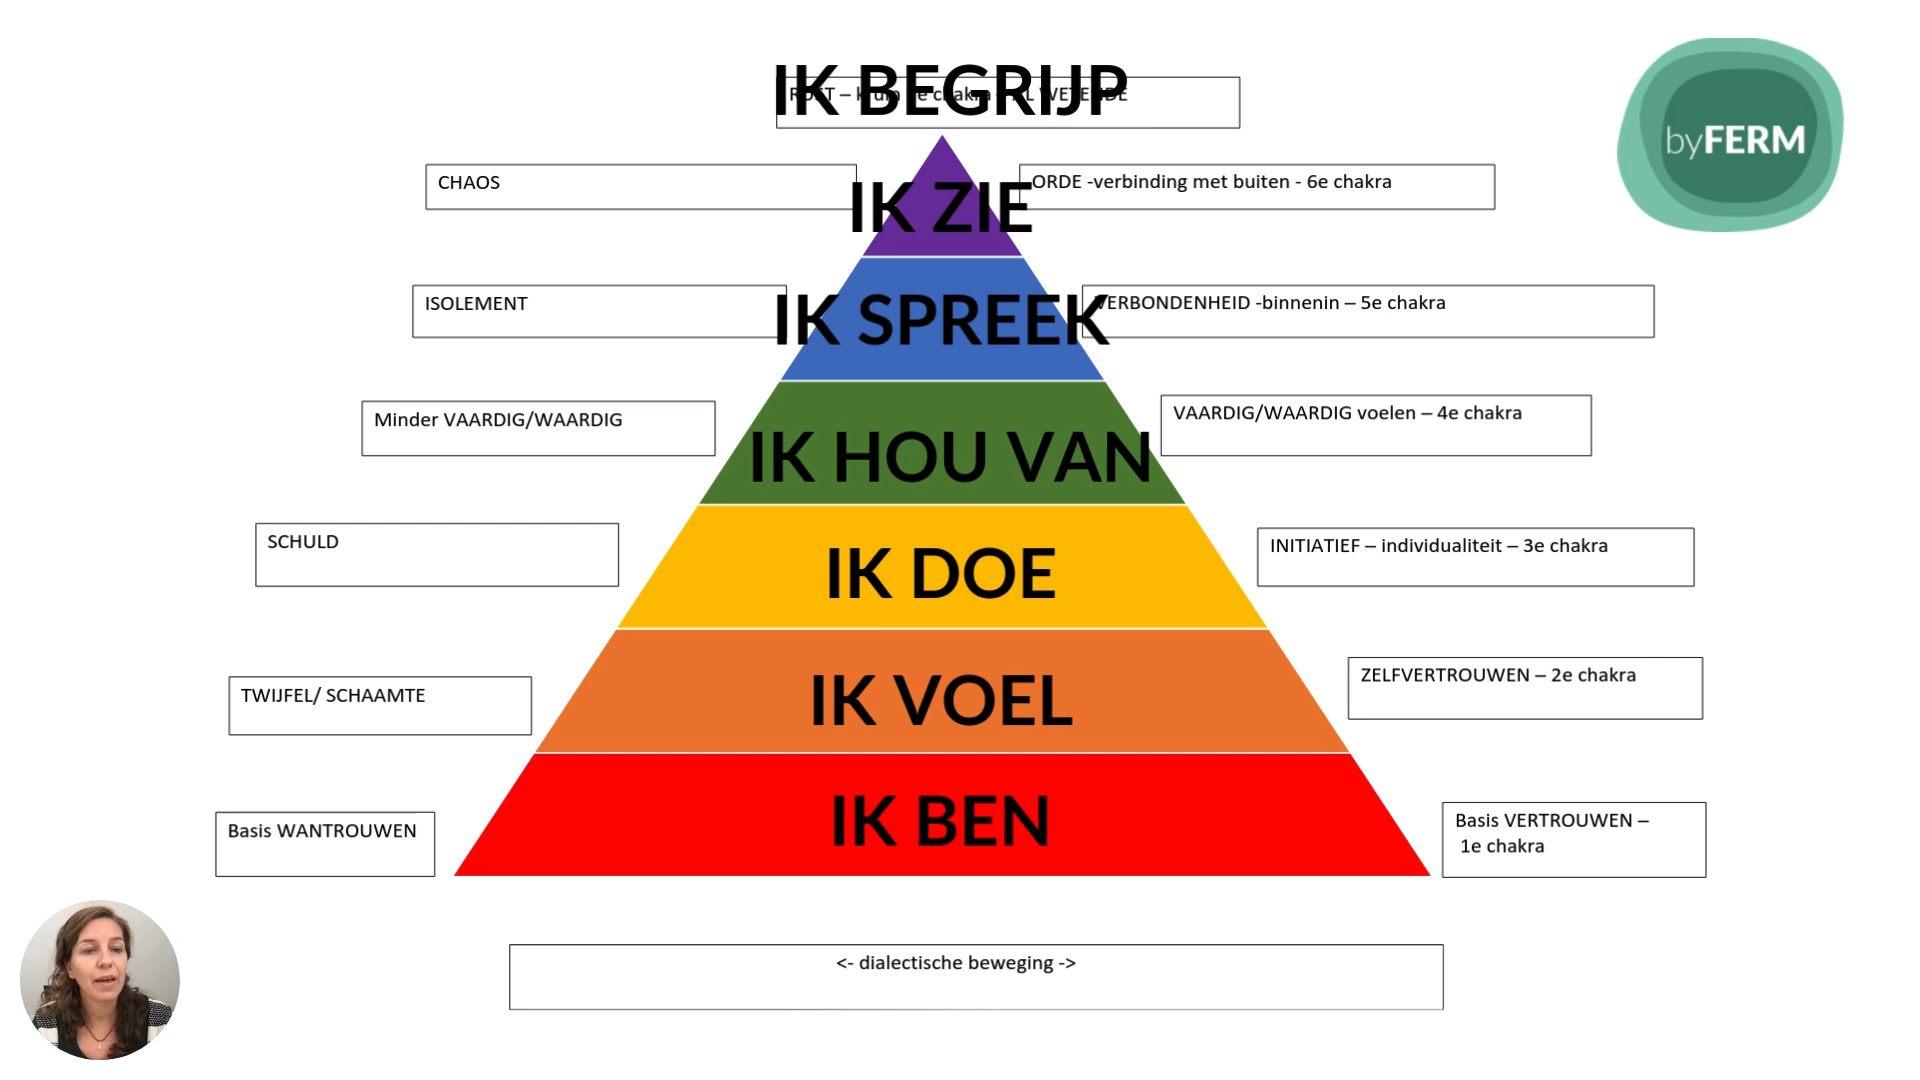 IK BEGRIJP
chakra
byFERM
CHAOS
IK ZIE
ORDE -verbinding met buiten - 6e chakra
ISOLEMENT
IK SPREEK
VERBONDENHEID -binnenin – 5e chakra
Minder VAARDIG/WAARDIG
VAARDIG/WAARDIG voelen – 4e chakra
IK HOU VAN
SCHULD
INITIATIEF – individualiteit – 3e chakra
IK DOE
TWIJFEL/ SCHAAMTE
ZELFVERTROUWEN – 2e chakra
IK VOEL
Basis WANTROUWEN
IK BEN
Basis VERTROUWEN –
1e chakra
<- dialectische beweging ->